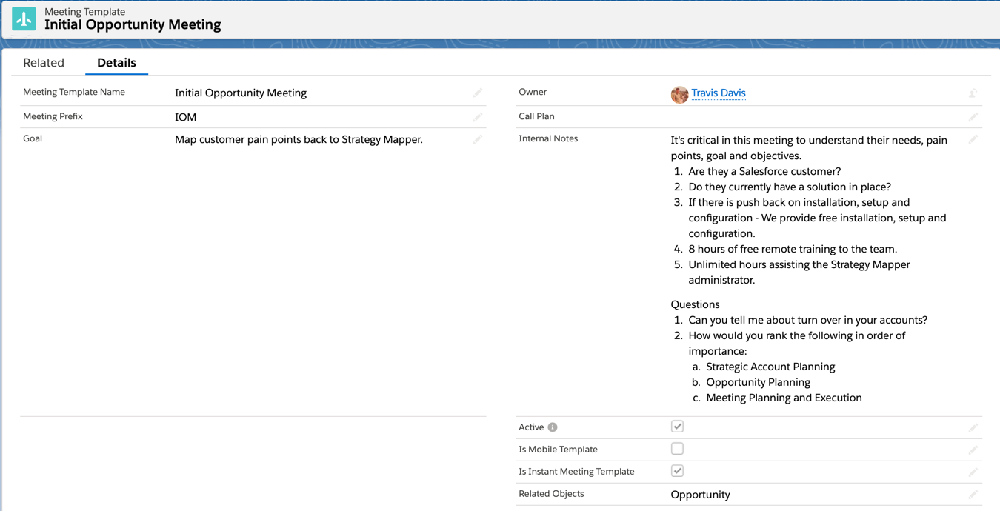 Meeting Template
Initial Opportunity Meeting
Related
Details
Meeting Template Name
Initial Opportunity Meeting
Meeting Prefix
IOM
Goal
Map customer pain points back to Strategy Mapper.
Owner
Travis Davis
Call Plan
Internal Notes
It's critical in this meeting to understand their needs, pain
points, goal and objectives.
1. Are they a Salesforce customer?
2. Do they currently have a solution in place?
3. If there is push back on installation, setup and
configuration - We provide free installation, setup and
configuration.
4. 8 hours of free remote training to the team.
5. Unlimited hours assisting the Strategy Mapper
administrator.
Questions
1. Can you tell me about turn over in your accounts?
2. How would you rank the following in order of
importance:
a. Strategic Account Planning
b. Opportunity Planning
c. Meeting Planning and Execution
Active
Is Mobile Template
Is Instant Meeting Template
Related Objects
Opportunity